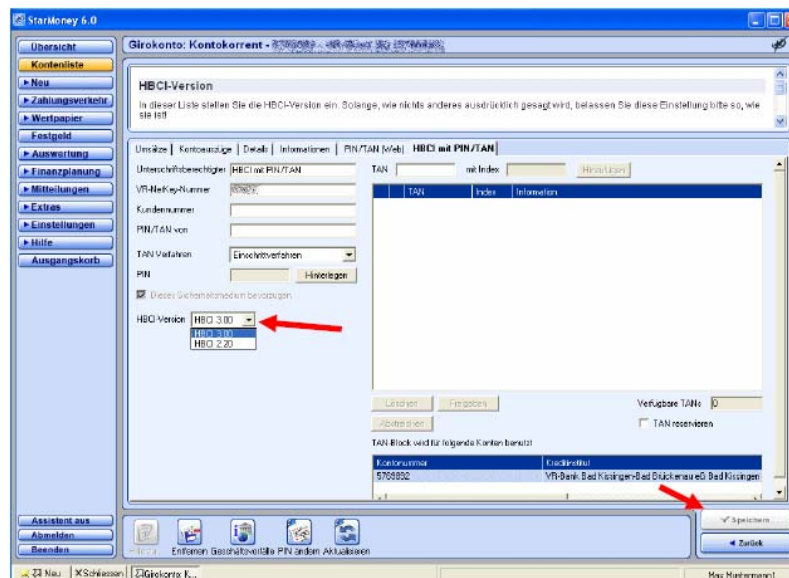 StarMoney 6.0
Übersicht
Kontenliste
Neu
Zahlungsverkehr
Wertpapier
Festgeld
Auswertung
Finanzplanung
Mitteilungen
Extras
Einstellungen
Hilfe
Ausgangskorb
Assistent aus
Abmelden
Beenden
Girokonto: Kontokorrent -
HBCI-Version
In dieser Liste stellen Sie die HBCI-Version ein. Solange, wie nichts anderes ausdrücklich gesagt wird, belassen Sie diese Einstellung bitte so, wie
sie ist!
Umsätze Kontoauszüge Details Informationen PIN/TAN (Web) HBCI mit PIN/TAN
Unterschriftsberechtigter HBCI mit PIN/TAN
VR-NetKey-Nummer
Kundennummer
PIN/TAN von
TAN Verfahren Einschrittverfahren
PIN Hinterlegen
Dieses Sicherheitsmedium bevorzugen
HBCI-Version HBCI 3.00
HBCI 3.00
HBCI 2.20
TAN mit Index Hinzufügen
TAN Index Information
Löschen Freigeben Verfügbare TANs 0
Abstreichen TAN reservieren
TAN-Block wird für folgende Konten benutzt
Kontonummer Kreditinstitut
5769892 VR-Bank Bad Kissingen-Bad Brückenau eG Bad Kissingen
Entfernen Geschäftsvorfälle PIN ändern Aktualisieren
Speichern
Zurück
Neu Schliessen Girokonto: K... Max Mustermann1